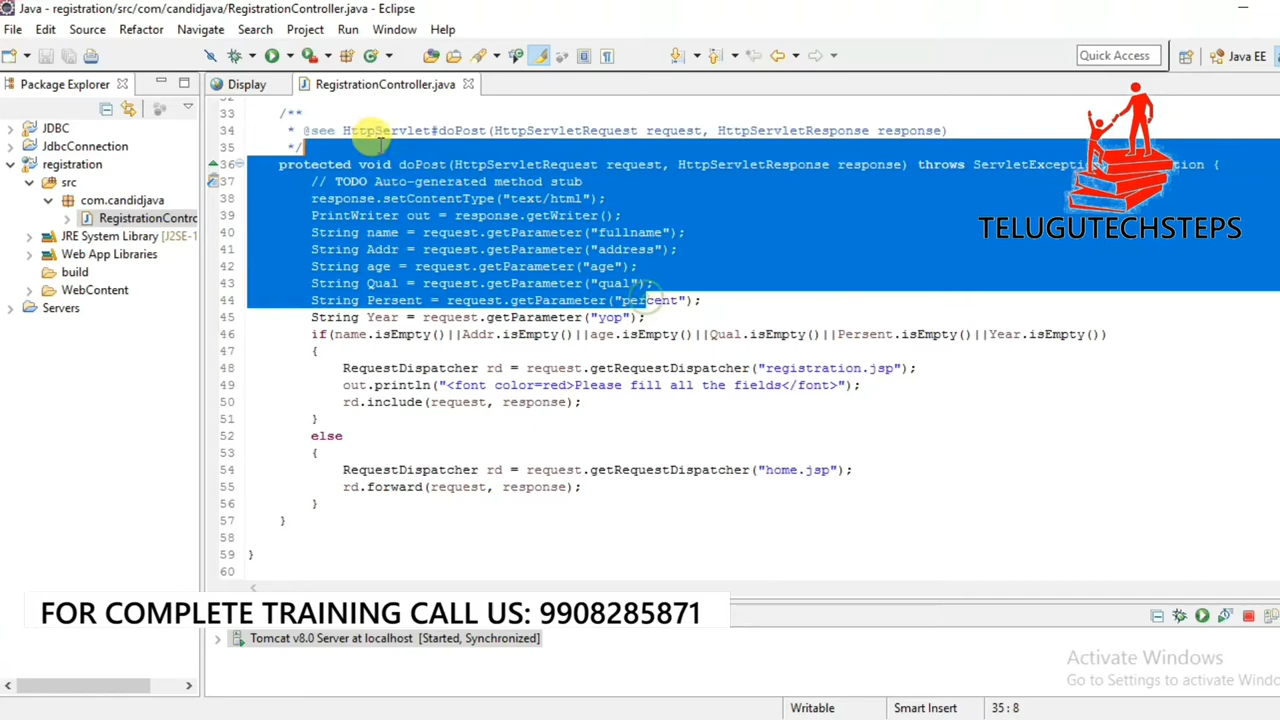 Java - registration/src/com/candidjava/RegistrationController.java - Eclipse
File Edit Source Refactor Navigate Search Project Run Window Help
Quick Access
Java EE
Package Explorer
Display
RegistrationController.java
JDBC
JdbcConnection
registration
src
com.candidjava
RegistrationContro
JRE System Library [J2SE-1
Web App Libraries
build
WebContent
Servers
33 /**
34 * @see HttpServlet#doPost(HttpServletRequest request, HttpServletResponse response)
35 */
36 protected void doPost(HttpServletRequest request, HttpServletResponse response) throws ServletException {
37 // TODO Auto-generated method stub
38 response.setContentType("text/html");
39 PrintWriter out = response.getWriter();
40 String name = request.getParameter("fullname");
41 String Addr = request.getParameter("address");
42 String age = request.getParameter("age");
43 String Qual = request.getParameter("qual");
44 String Persent = request.getParameter("percent");
45 String Year = request.getParameter("yop");
46 if(name.isEmpty()||Addr.isEmpty()||age.isEmpty()||Qual.isEmpty()||Persent.isEmpty()||Year.isEmpty())
47 {
48 RequestDispatcher rd = request.getRequestDispatcher("registration.jsp");
49 out.println("<font color=red>Please fill all the fields</font>");
50 rd.include(request, response);
51 }
52 else
53 {
54 RequestDispatcher rd = request.getRequestDispatcher("home.jsp");
55 rd.forward(request, response);
56 }
57 }
58
59 }
60
TELUGUTECHSTEPS
FOR COMPLETE TRAINING CALL US: 9908285871
Tomcat v8.0 Server at localhost [Started, Synchronized]
Activate Windows
Go to Settings to activate Windo
Writable
Smart Insert
35 : 8